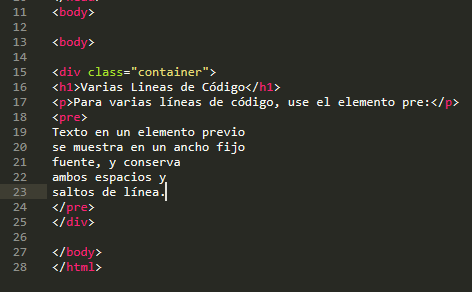 11 <body>
12
13 <body>
14
15 <div class="container">
16 <h1>Varias Lineas de Código</h1>
17 <p>Para varias líneas de código, use el elemento pre:</p>
18 <pre>
19 Texto en un elemento previo
20 se muestra en un ancho fijo
21 fuente, y conserva
22 ambos espacios y
23 saltos de línea.
24 </pre>
25 </div>
26
27 </body>
28 </html>